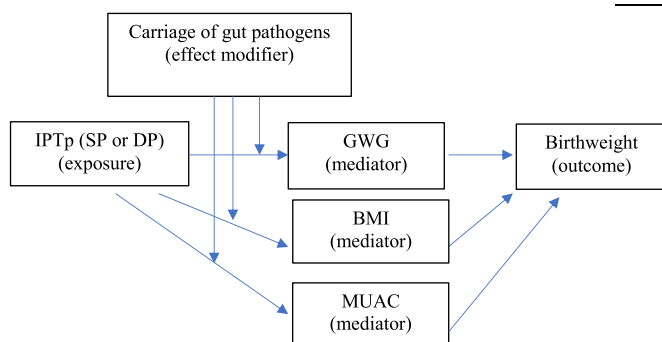 Carriage of gut pathogens
(effect modifier)
IPTp (SP or DP)
(exposure)
GWG
(mediator)
Birthweight
(outcome)
BMI
(mediator)
MUAC
(mediator)